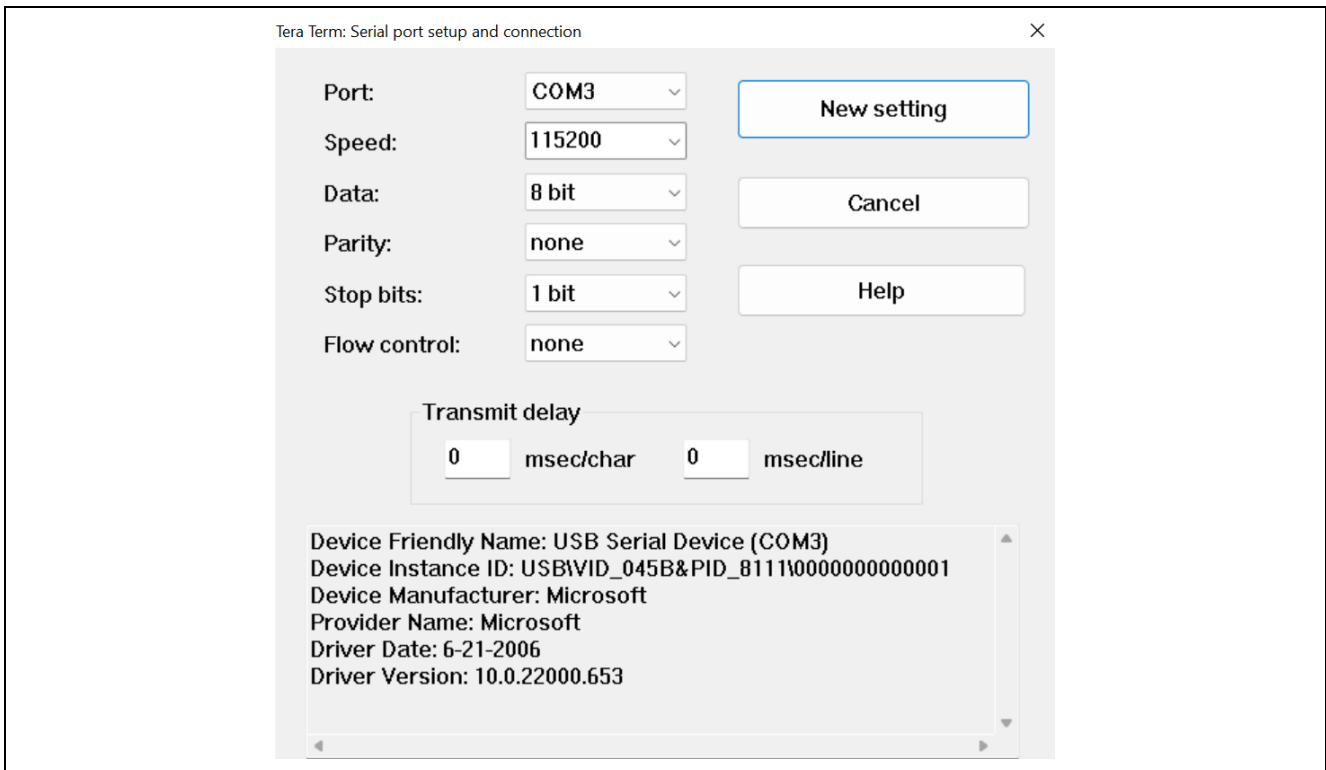 Tera Term: Serial port setup and connection
Port: COM3 New setting
Speed: 115200
Data: 8 bit Cancel
Parity: none
Stop bits: 1 bit Help
Flow control: none
Transmit delay
0 msec/char 0 msec/line
Device Friendly Name: USB Serial Device (COM3)
Device Instance ID: USB\VID_045B&PID_8111\0000000000001
Device Manufacturer: Microsoft
Provider Name: Microsoft
Driver Date: 6-21-2006
Driver Version: 10.0.22000.653